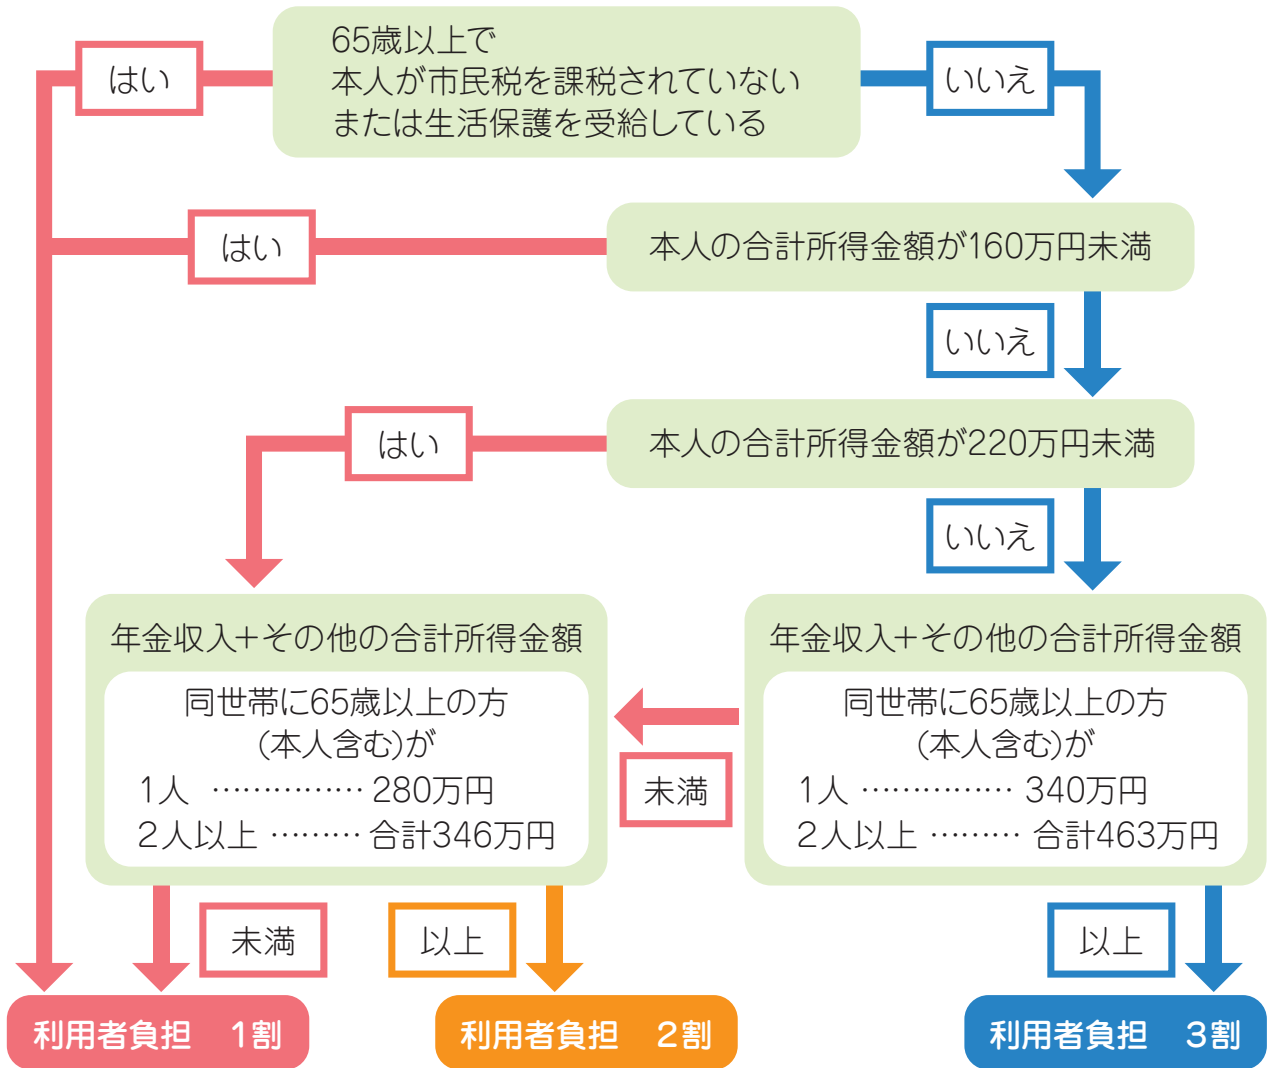 65歳以上で
本人が市民税を課税されていない
または生活保護を受給している
はい
いいえ
本人の合計所得金額が160万円未満
はい
いいえ
本人の合計所得金額が220万円未満
はい
いいえ
年金収入＋その他の合計所得金額
同世帯に65歳以上の方
(本人含む)が
1人 …………… 280万円
2人以上 ……… 合計346万円
未満
年金収入＋その他の合計所得金額
同世帯に65歳以上の方
(本人含む)が
1人 …………… 340万円
2人以上 ……… 合計463万円
未満
以上
以上
利用者負担　1割
利用者負担　2割
利用者負担　3割